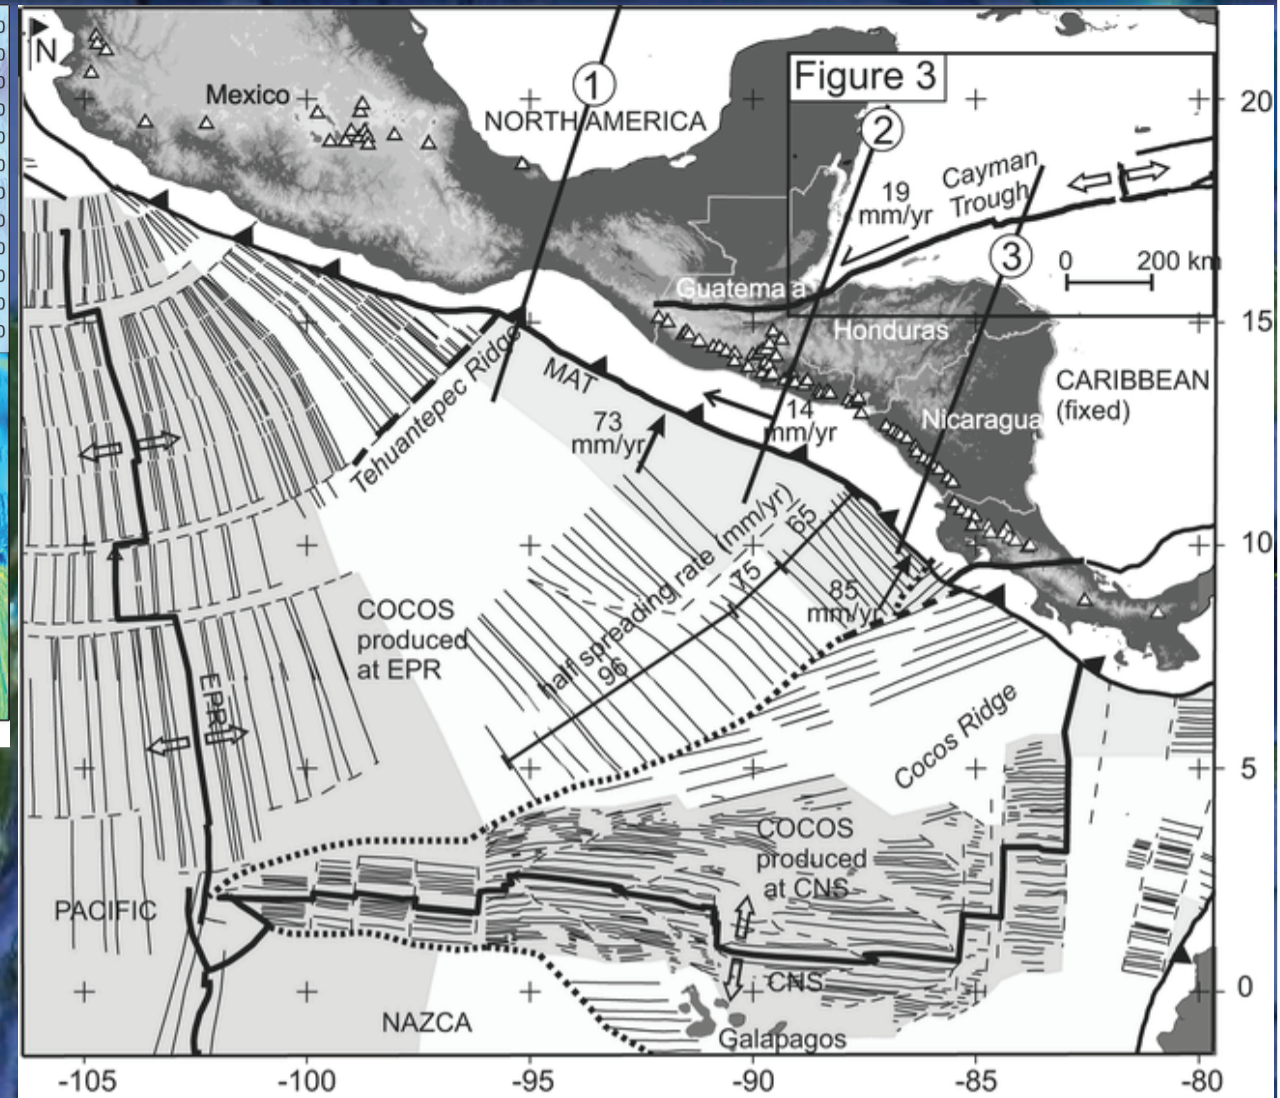 N
Mexico
NORTH AMERICA
Figure 3
1
2
3
19
mm/yr
Cayman
Trough
0 200 km
Guatemala
Honduras
Nicaragua
CARIBBEAN
(fixed)
Tehuantepec Ridge
MAT
73
mm/yr
14
mm/yr
half spreading rate (mm/yr)
65
75
96
85
mm/yr
COCOS
produced
at EPR
EPR
Cocos Ridge
COCOS
produced
at CNS
CNS
PACIFIC
NAZCA
Galapagos
20
15
10
5
0
-105 -100 -95 -90 -85 -80